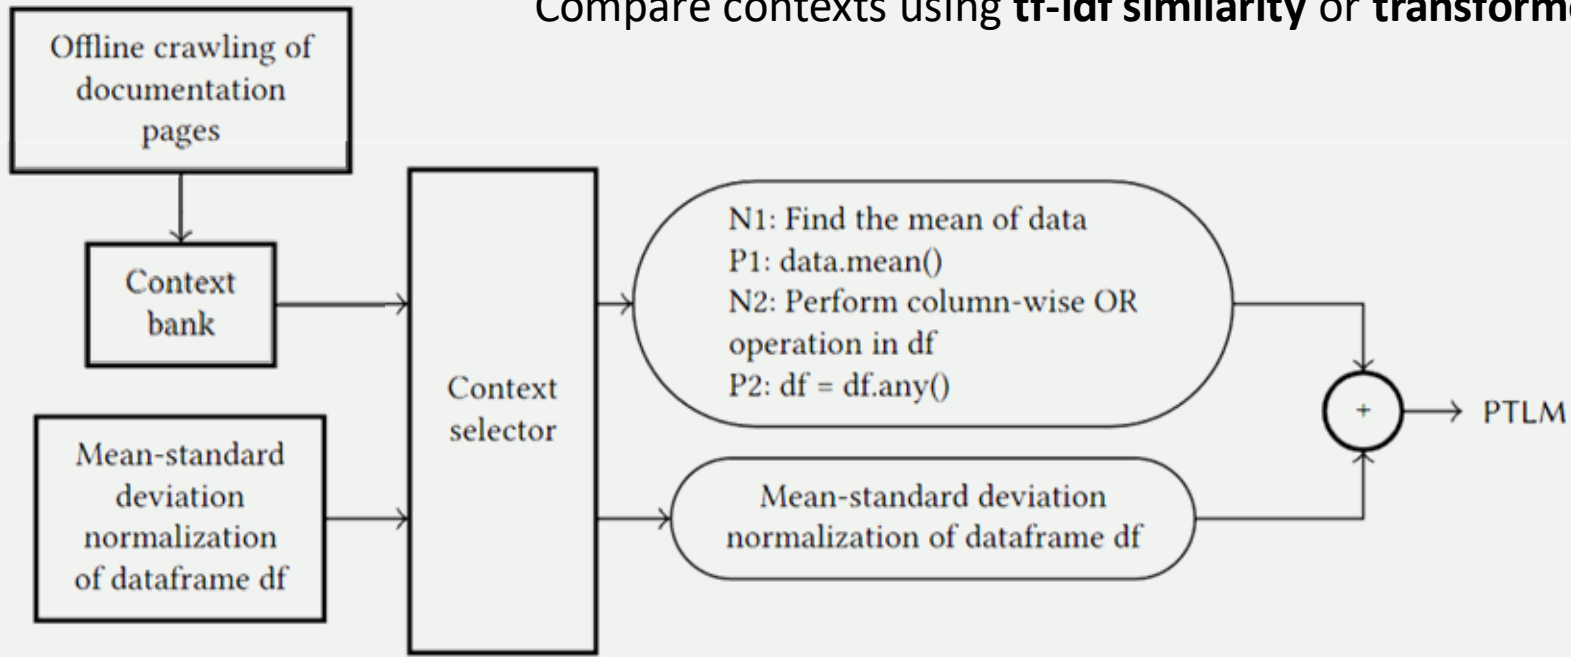 Compare contexts using tf-idf similarity or
Offline crawling of
documentation
pages
Context
bank
Mean-standard
deviation
normalization
of dataframe df
Context
selector
N1: Find the mean of data
P1: data.mean()
N2: Perform column-wise OR
operation in df
P2: df = df.any()
Mean-standard deviation
normalization of dataframe df
+
PTLM